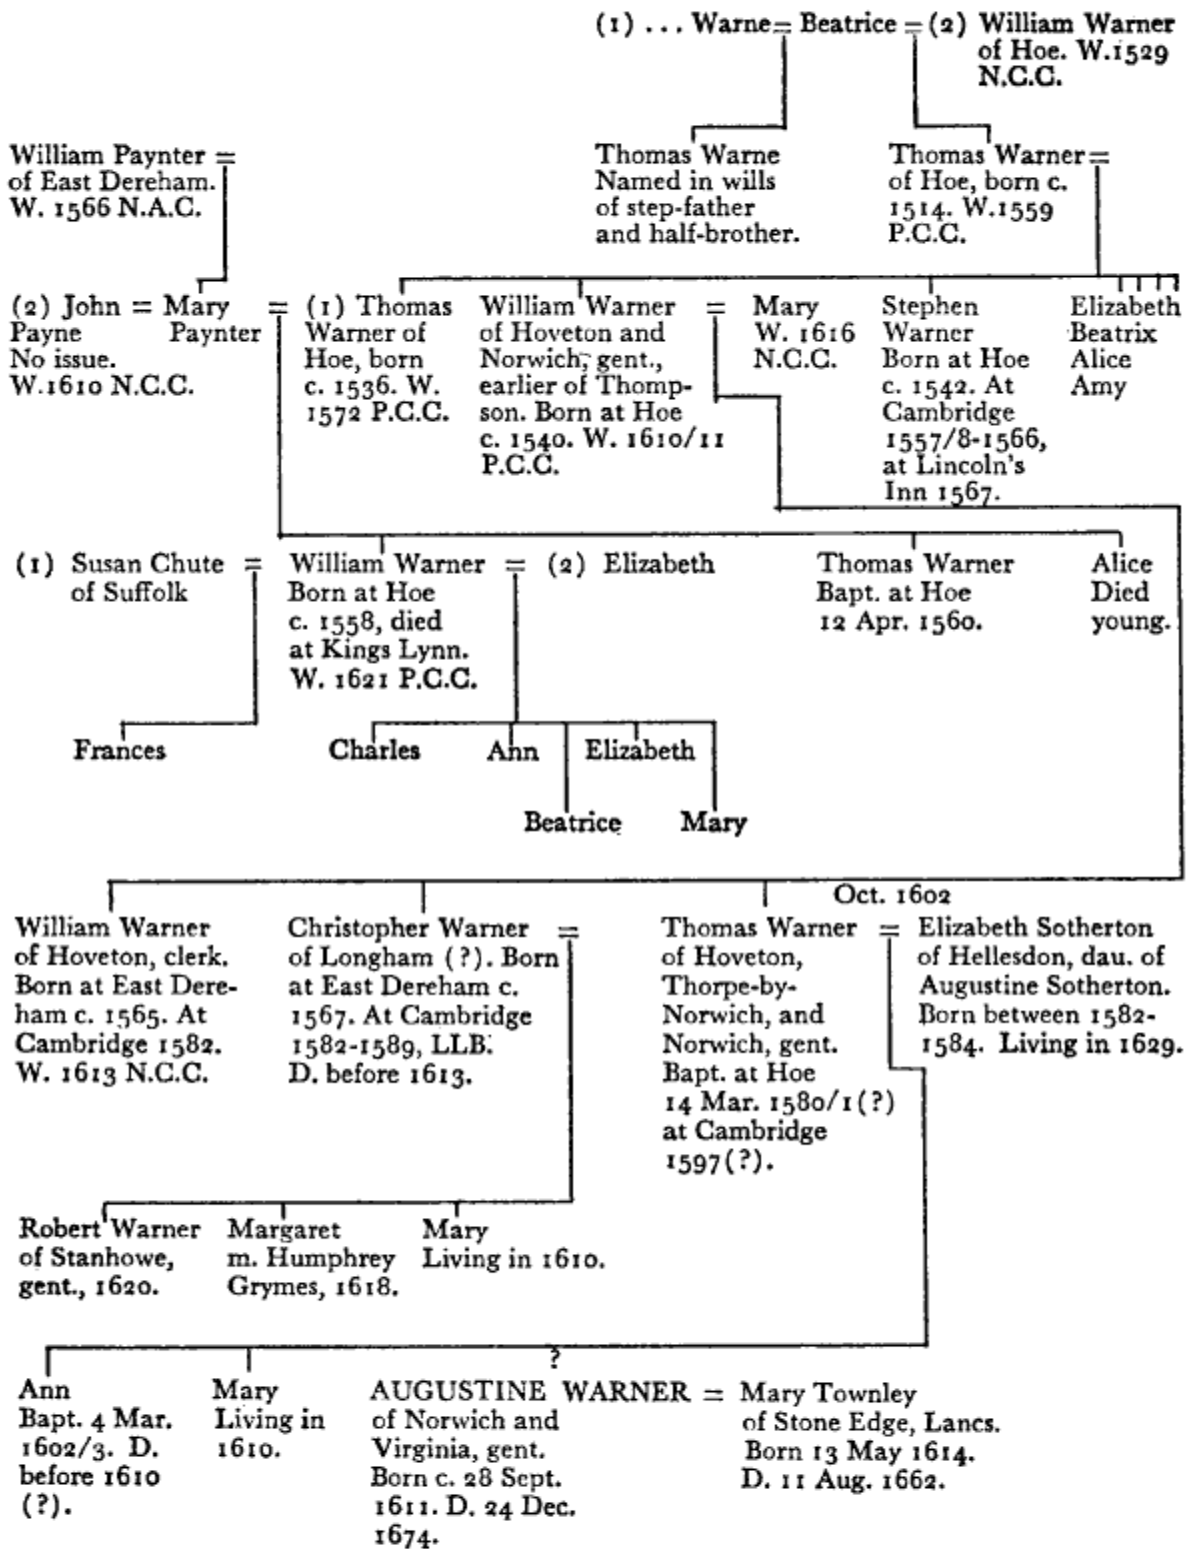 (1) ... Warne = Beatrice = (2) William Warner
of Hoe. W.1529
N.C.C.
William Paynter =
of East Dereham.
W. 1566 N.A.C.
Thomas Warne
Named in wills
of step-father
and half-brother.
Thomas Warner =
of Hoe, born c.
1514. W.1559
P.C.C.
(2) John = Mary
Payne Paynter
No issue.
W.1610 N.C.C.
= (1) Thomas
Warner of
Hoe, born
c. 1536. W.
1572 P.C.C.
William Warner =
of Hoveton and
Norwich, gent.,
earlier of Thomp-
son. Born at Hoe
c. 1540. W. 1610/11
P.C.C.
Mary
W. 1616
N.C.C.
Stephen
Warner
Born at Hoe
c. 1542. At
Cambridge
1557/8-1566,
at Lincoln's
Inn 1567.
Elizabeth
Beatrix
Alice
Amy
(1) Susan Chute =
of Suffolk
William Warner = (2) Elizabeth
Born at Hoe
c. 1558, died
at Kings Lynn.
W. 1621 P.C.C.
Thomas Warner
Bapt. at Hoe
12 Apr. 1560.
Alice
Died
young.
Frances
Charles
Ann
Elizabeth
Beatrice
Mary
William Warner
of Hoveton, clerk.
Born at East Dere-
ham c. 1565. At
Cambridge 1582.
W. 1613 N.C.C.
Christopher Warner =
of Longham (?). Born
at East Dereham c.
1567. At Cambridge
1582-1589, LLB.
D. before 1613.
Oct. 1602
Thomas Warner =
of Hoveton,
Thorpe-by-
Norwich, and
Norwich, gent.
Bapt. at Hoe
14 Mar. 1580/1(?)
at Cambridge
1597(?).
Elizabeth Sotherton
of Hellesdon, dau. of
Augustine Sotherton.
Born between 1582-
1584. Living in 1629.
Robert Warner
of Stanhowe,
gent., 1620.
Margaret
m. Humphrey
Grymes, 1618.
Mary
Living in 1610.
?
Ann
Bapt. 4 Mar.
1602/3. D.
before 1610
(?).
Mary
Living in
1610.
AUGUSTINE WARNER =
of Norwich and
Virginia, gent.
Born c. 28 Sept.
1611. D. 24 Dec.
1674.
Mary Townley
of Stone Edge, Lancs.
Born 13 May 1614.
D. 11 Aug. 1662.